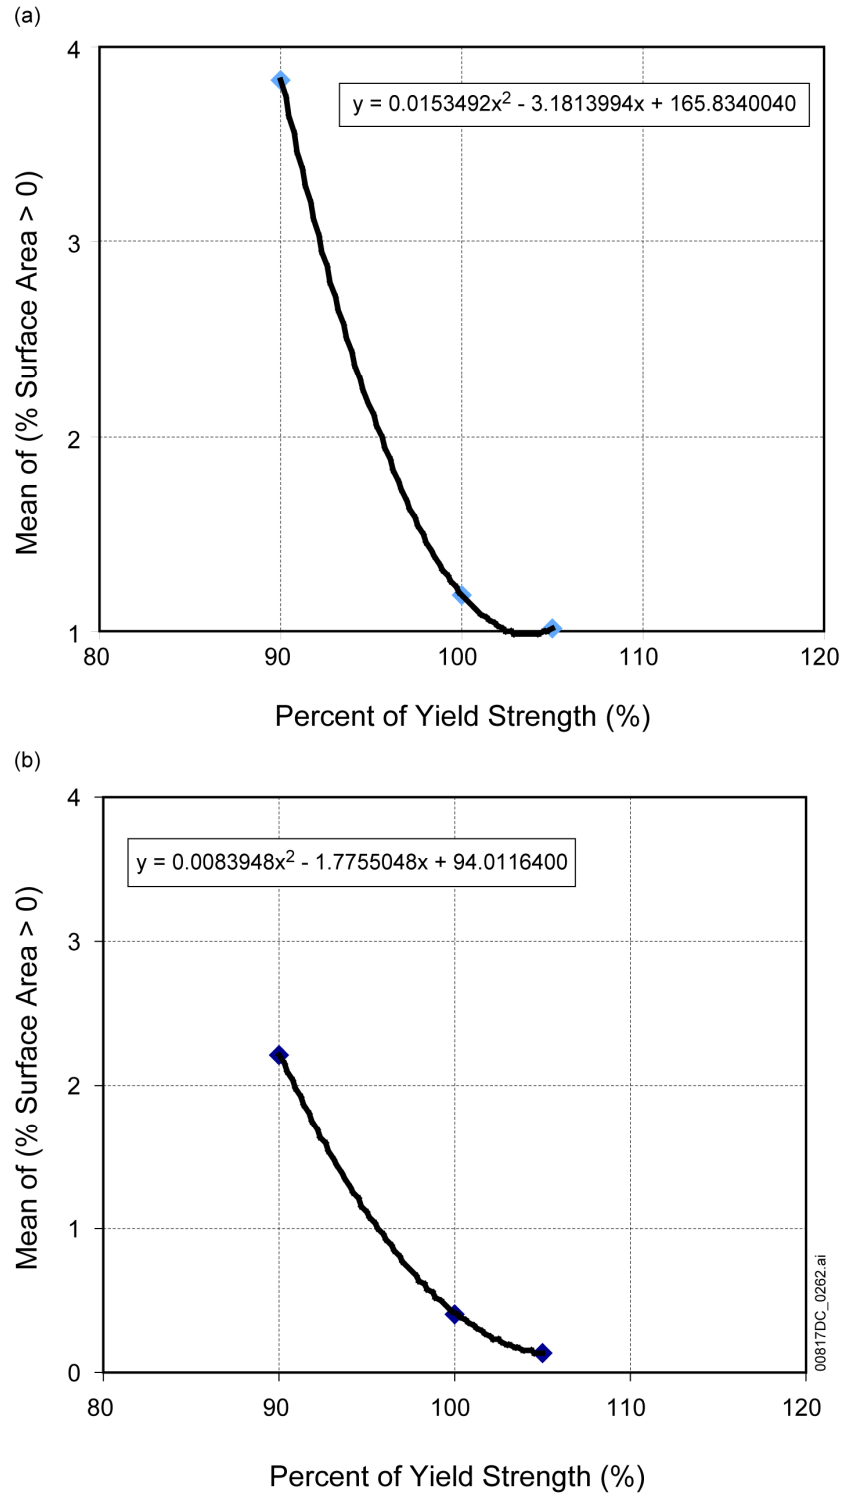 (a)
4
y = 0.0153492x² - 3.1813994x + 165.8340040
3
2
1
Mean of (% Surface Area > 0)
80 90 100 110 120
Percent of Yield Strength (%)
(b)
4
y = 0.0083948x² - 1.7755048x + 94.0116400
3
2
1
0
Mean of (% Surface Area > 0)
80 90 100 110 120
Percent of Yield Strength (%)
00817DC_0262.ai